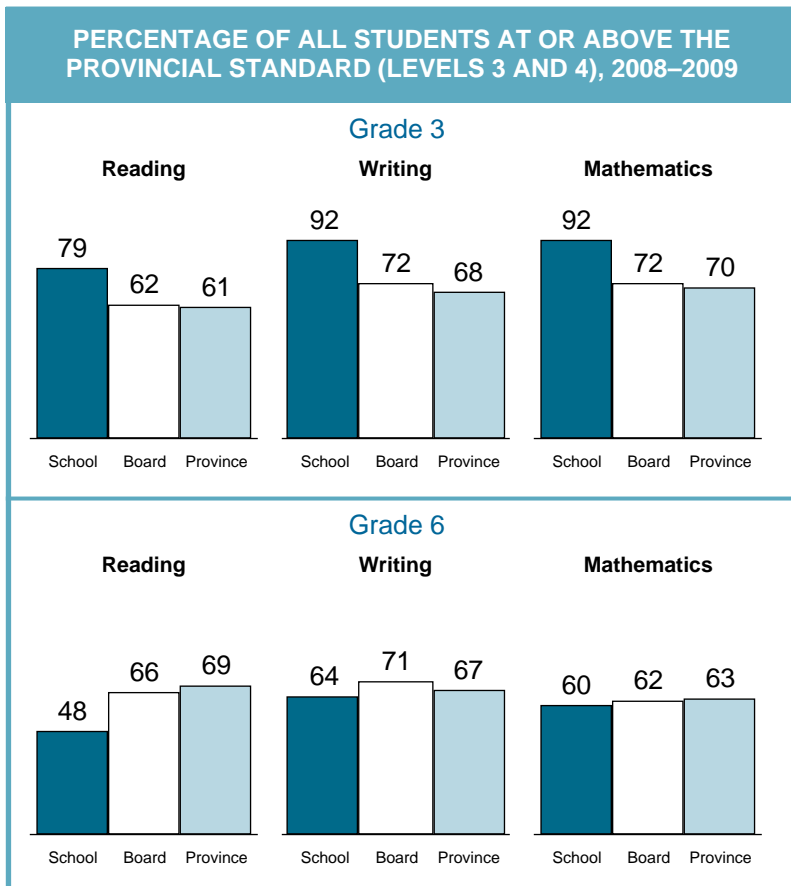 PERCENTAGE OF ALL STUDENTS AT OR ABOVE THE
PROVINCIAL STANDARD (LEVELS 3 AND 4), 2008–2009
Grade 3
Reading Writing Mathematics
79 62 61 92 72 68 92 72 70
School Board Province School Board Province School Board Province
Grade 6
Reading Writing Mathematics
48 66 69 64 71 67 60 62 63
School Board Province School Board Province School Board Province